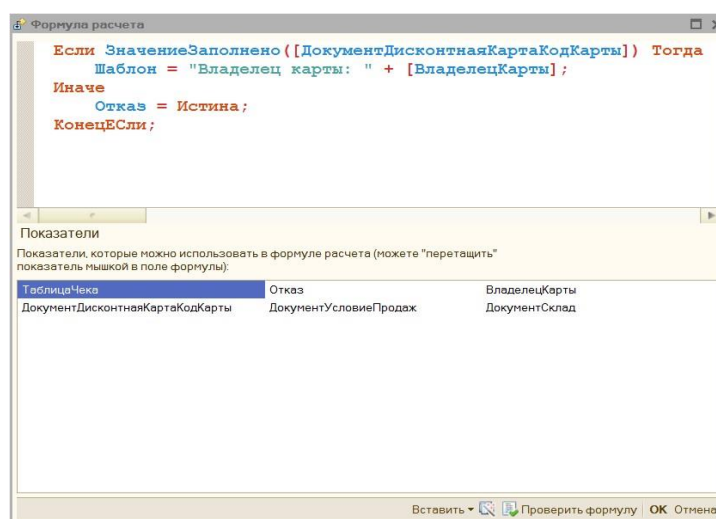 Формула расчета
Если ЗначениеЗаполнено([ДокументДисконтнаяКартаКодКарты]) Тогда
Шаблон = "Владелец карты: " + [ВладелецКарты];
Иначе
Отказ = Истина;
КонецЕСли;
Показатели
Показатели, которые можно использовать в формуле расчета (можете "перетащить"
показатель мышкой в поле формулы):
ТаблицаЧека Отказ ВладелецКарты
ДокументДисконтнаяКартаКодКарты ДокументУсловиеПродаж ДокументСклад
Вставить Проверить формулу OK Отмена